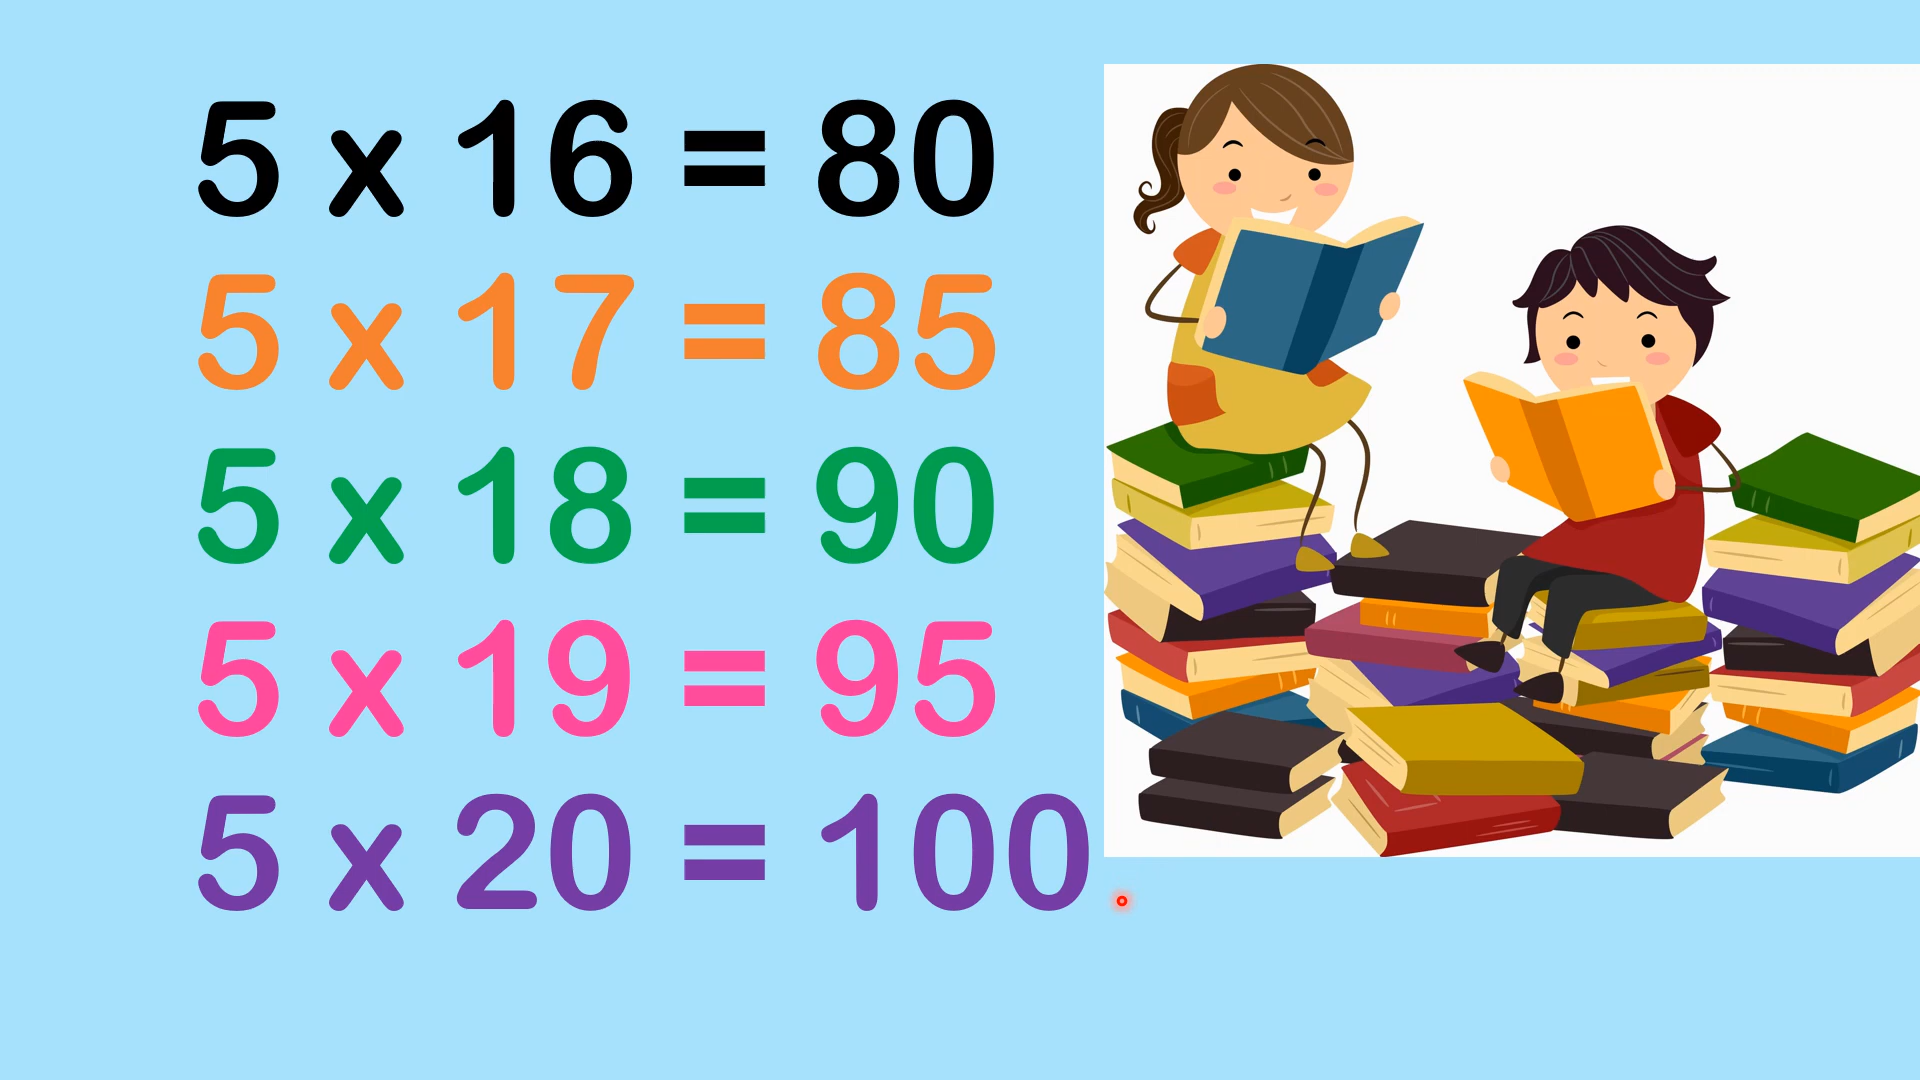 5 x 16 = 80
5 x 17 = 85
5 x 18 = 90
5 x 19 = 95
5 x 20 = 100